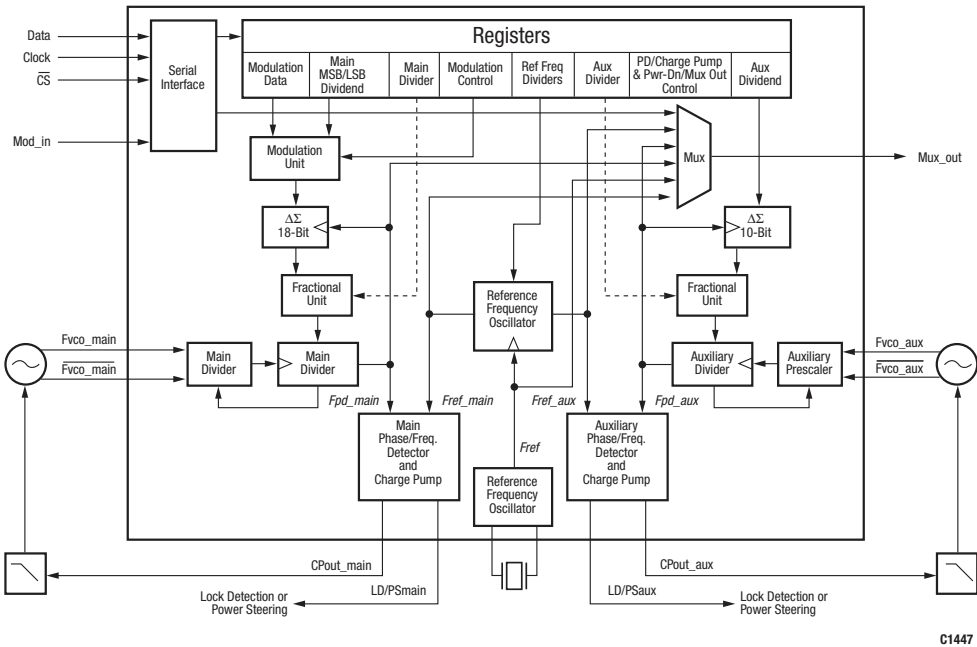 Registers
Data
Clock
CS
Mod_in
Serial
Interface
Modulation
Data
Main
MSB/LSB
Dividend
Main
Divider
Modulation
Control
Ref Freq
Dividers
Aux
Divider
PD/Charge Pump
& Pwr-Dn/Mux Out
Control
Aux
Dividend
Modulation
Unit
Mux
Mux_out
ΔΣ
18-Bit
ΔΣ
10-Bit
Fractional
Unit
Reference
Frequency
Oscillator
Fractional
Unit
Fvco_main
Fvco_main
Main
Divider
Main
Divider
Auxiliary
Divider
Auxiliary
Prescaler
Fvco_aux
Fvco_aux
Fpd_main
Fref_main
Fref_aux
Fpd_aux
Main
Phase/Freq.
Detector
and
Charge Pump
Fref
Auxiliary
Phase/Freq.
Detector
and
Charge Pump
Reference
Frequency
Oscillator
CPout_main
CPout_aux
LD/PSmain
LD/PSaux
Lock Detection or
Power Steering
Lock Detection or
Power Steering
C1447